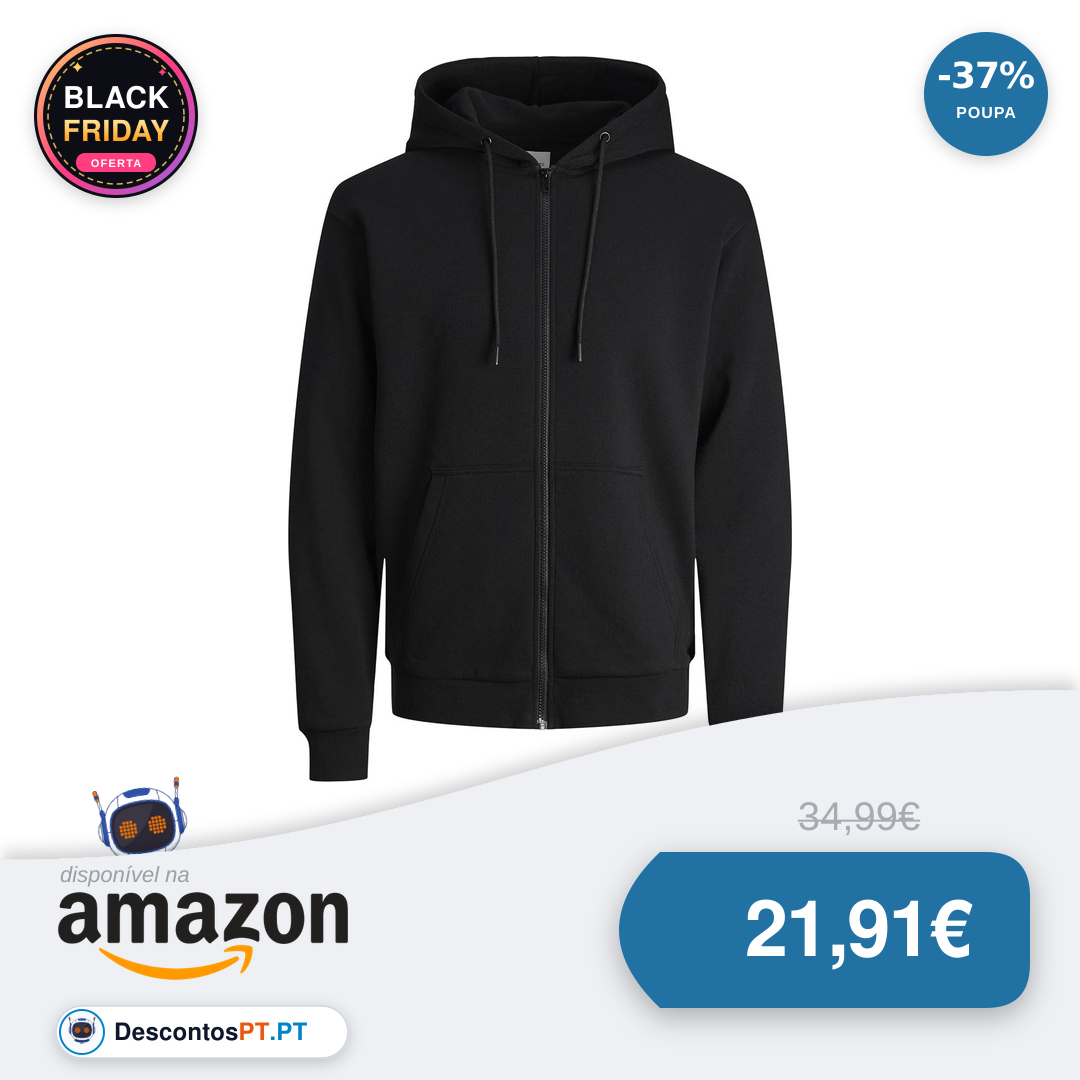 BLACK
FRIDAY
OFERTA
-37%
POUPA
34,99€
21,91€
disponível na
amazon
DescontosPT.PT